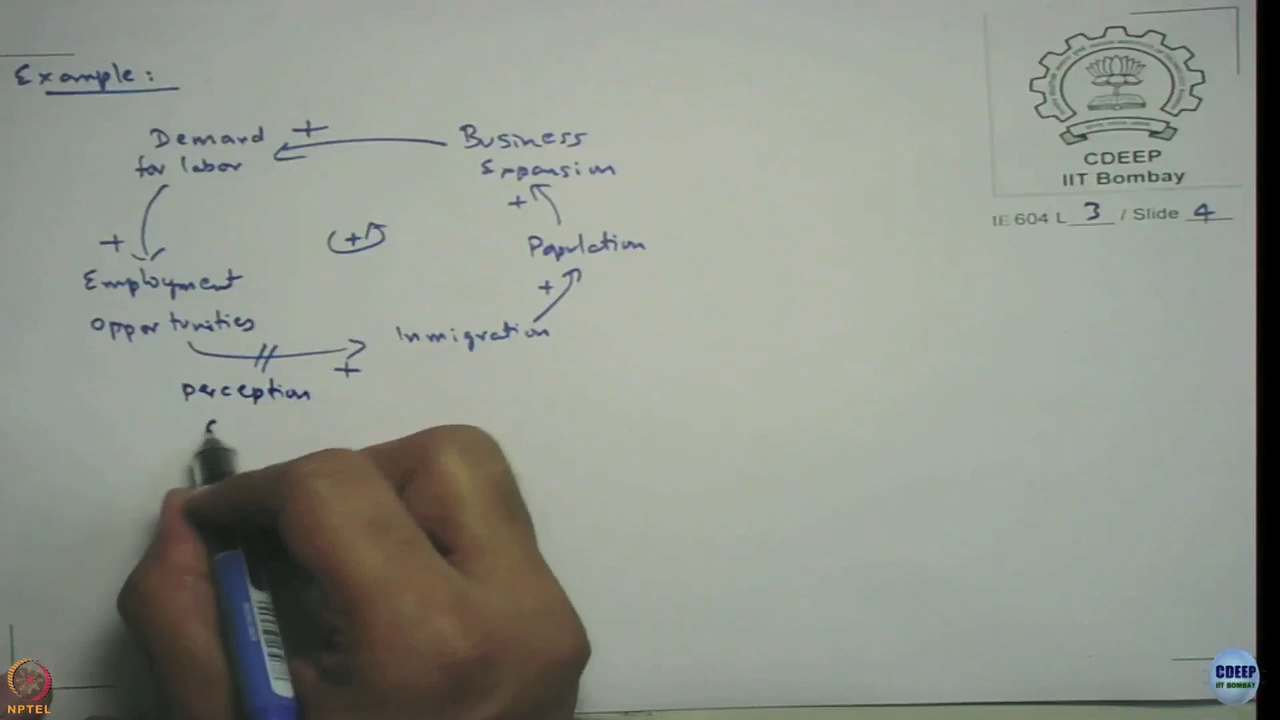 Example:
Demand
for labor
+
Business
Expansion
+
+
Employment
opportunities
+
Population
+
Inmigration
+
perception
CDEEP
IIT Bombay
IE 604 L 3 / Slide 4
NPTEL
CDEEP
IIT BOMBAY